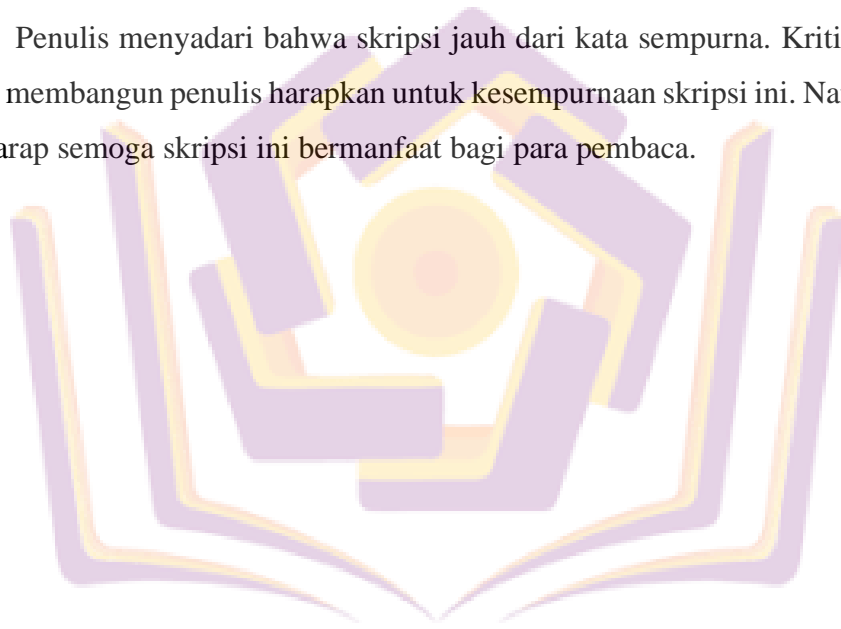 Penulis menyadari bahwa skripsi jauh dari kata sempurna. Kriti
membangun penulis harapkan untuk kesempurnaan skripsi ini. Na
arap semoga skripsi ini bermanfaat bagi para pembaca.